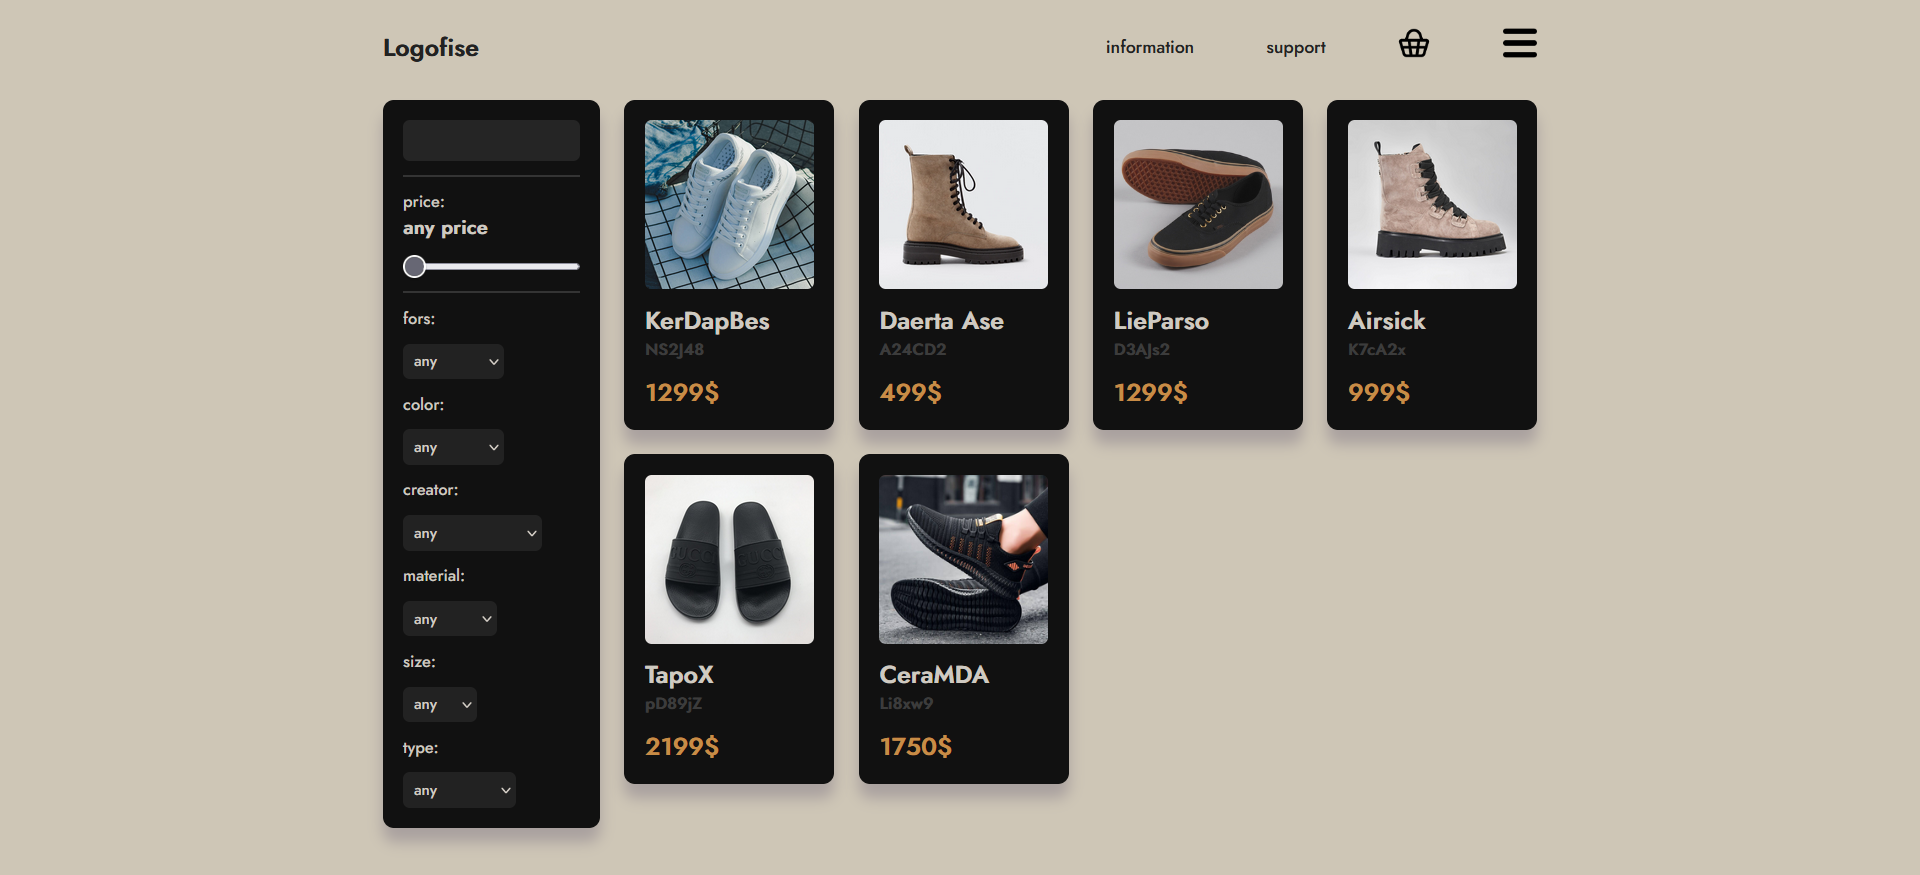 Logofise
information
support
price:
any price
fors:
any
color:
any
creator:
any
material:
any
size:
any
type:
any
KerDapBes
NS2J48
1299$
Daerta Ase
A24CD2
499$
LieParso
D3AJs2
1299$
Airsick
K7cA2x
999$
TapoX
pD89jZ
2199$
CeraMDA
Li8xw9
1750$